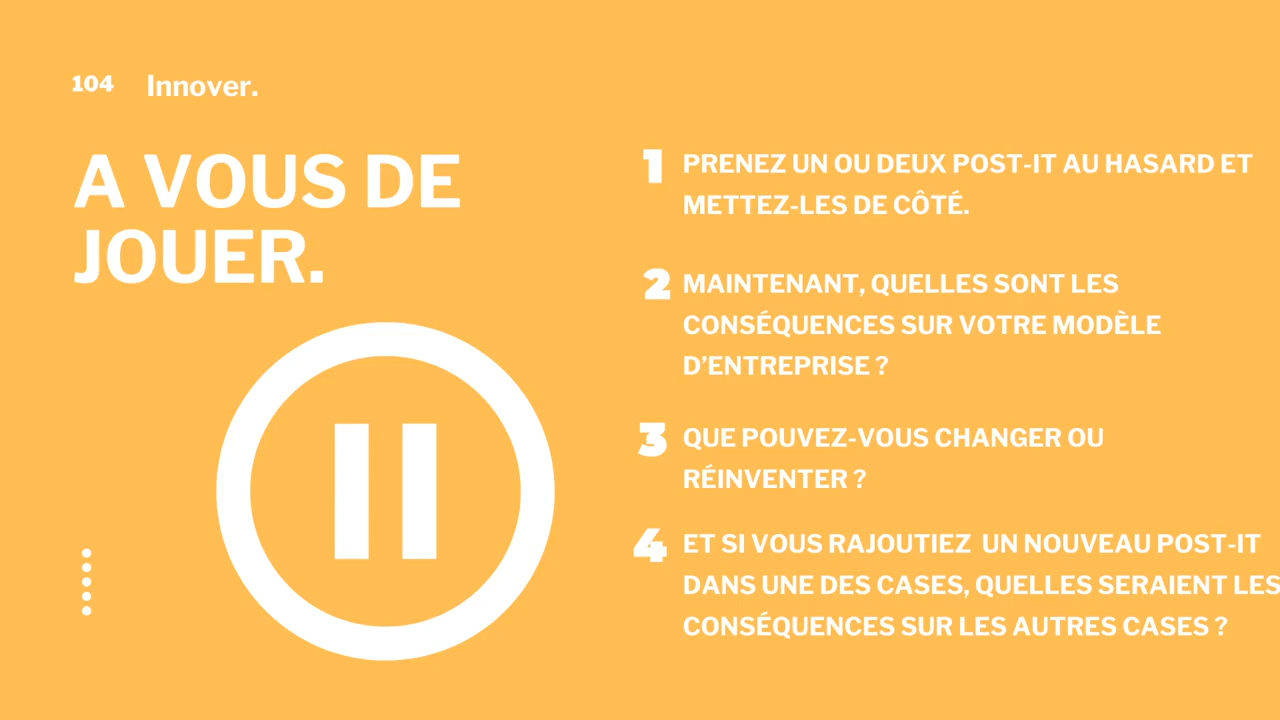 104 Innover.
A VOUS DE
JOUER.
1 PRENEZ UN OU DEUX POST-IT AU HASARD ET
METTEZ-LES DE CÔTÉ.
2 MAINTENANT, QUELLES SONT LES
CONSÉQUENCES SUR VOTRE MODÈLE
D’ENTREPRISE ?
3 QUE POUVEZ-VOUS CHANGER OU
RÉINVENTER ?
4 ET SI VOUS RAJOUTIEZ  UN NOUVEAU POST-IT
DANS UNE DES CASES, QUELLES SERAIENT LES
CONSÉQUENCES SUR LES AUTRES CASES ?